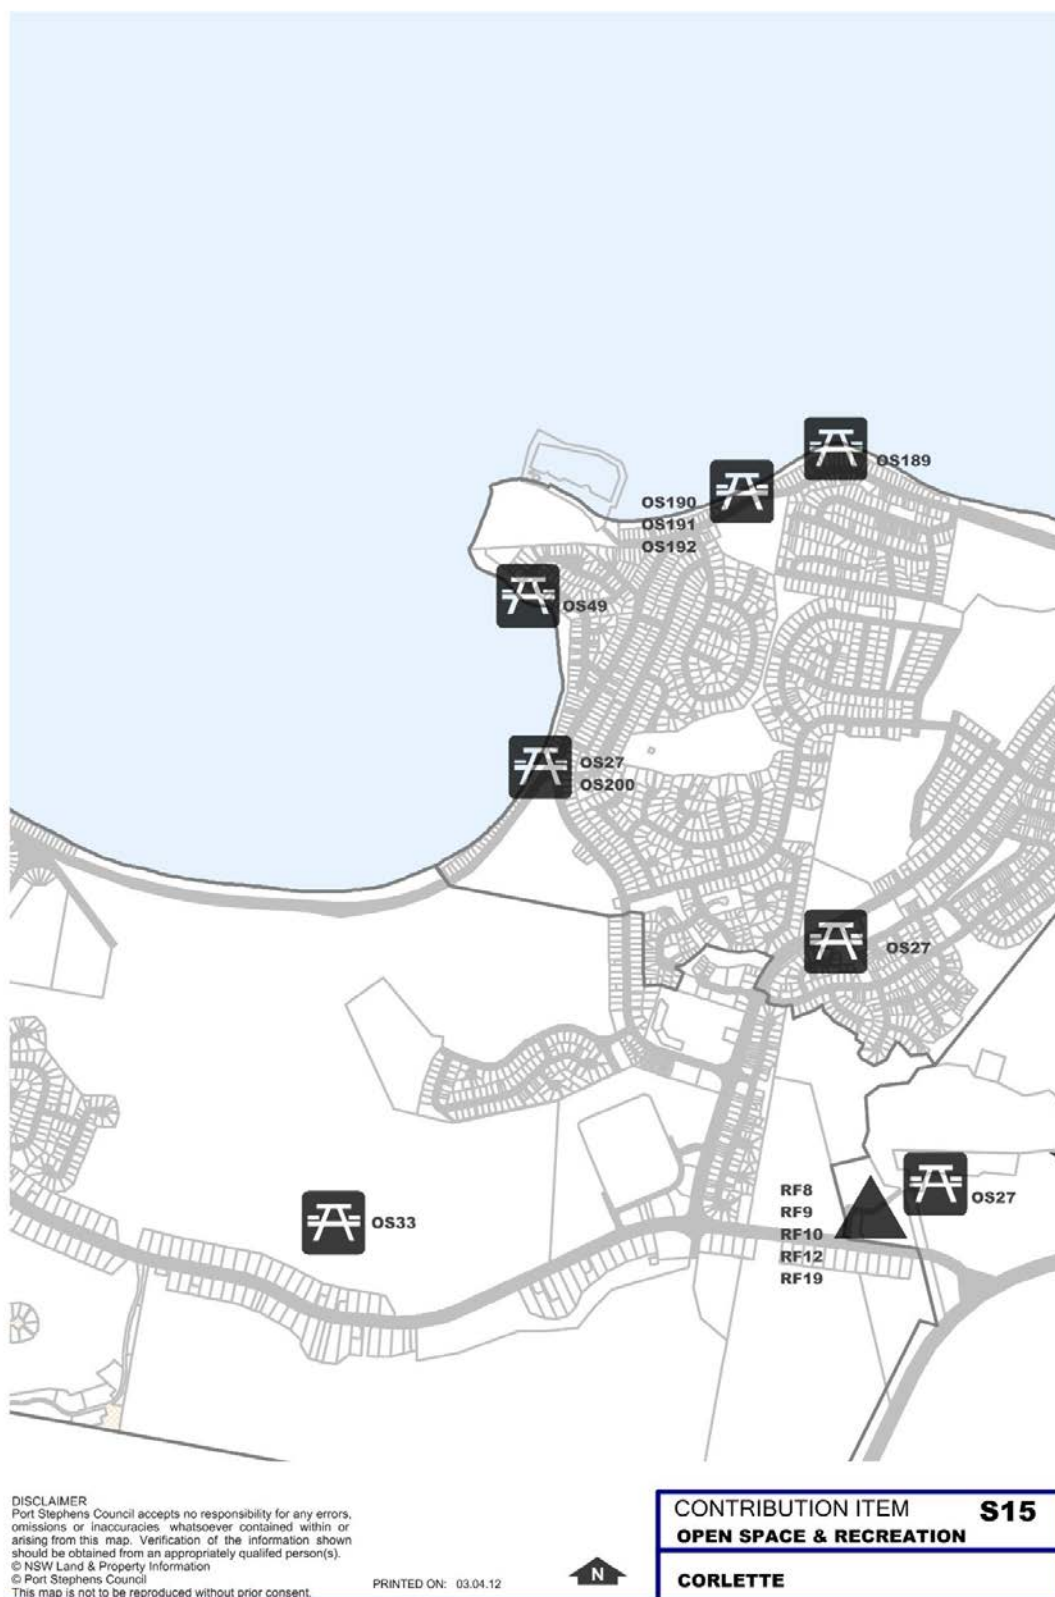 OS189
OS190
OS191
OS192
OS49
OS27
OS200
OS27
RF8
RF9
RF10
RF12
RF19
OS27
OS33
DISCLAIMER
Port Stephens Council accepts no responsibility for any errors,
omissions or inaccuracies whatsoever contained within or
arising from this map. Verification of the information shown
should be obtained from an appropriately qualifed person(s).
© NSW Land & Property Information
© Port Stephens Council
This map is not to be reproduced without prior consent.
PRINTED ON: 03.04.12
N
CONTRIBUTION ITEM S15
OPEN SPACE & RECREATION
CORLETTE